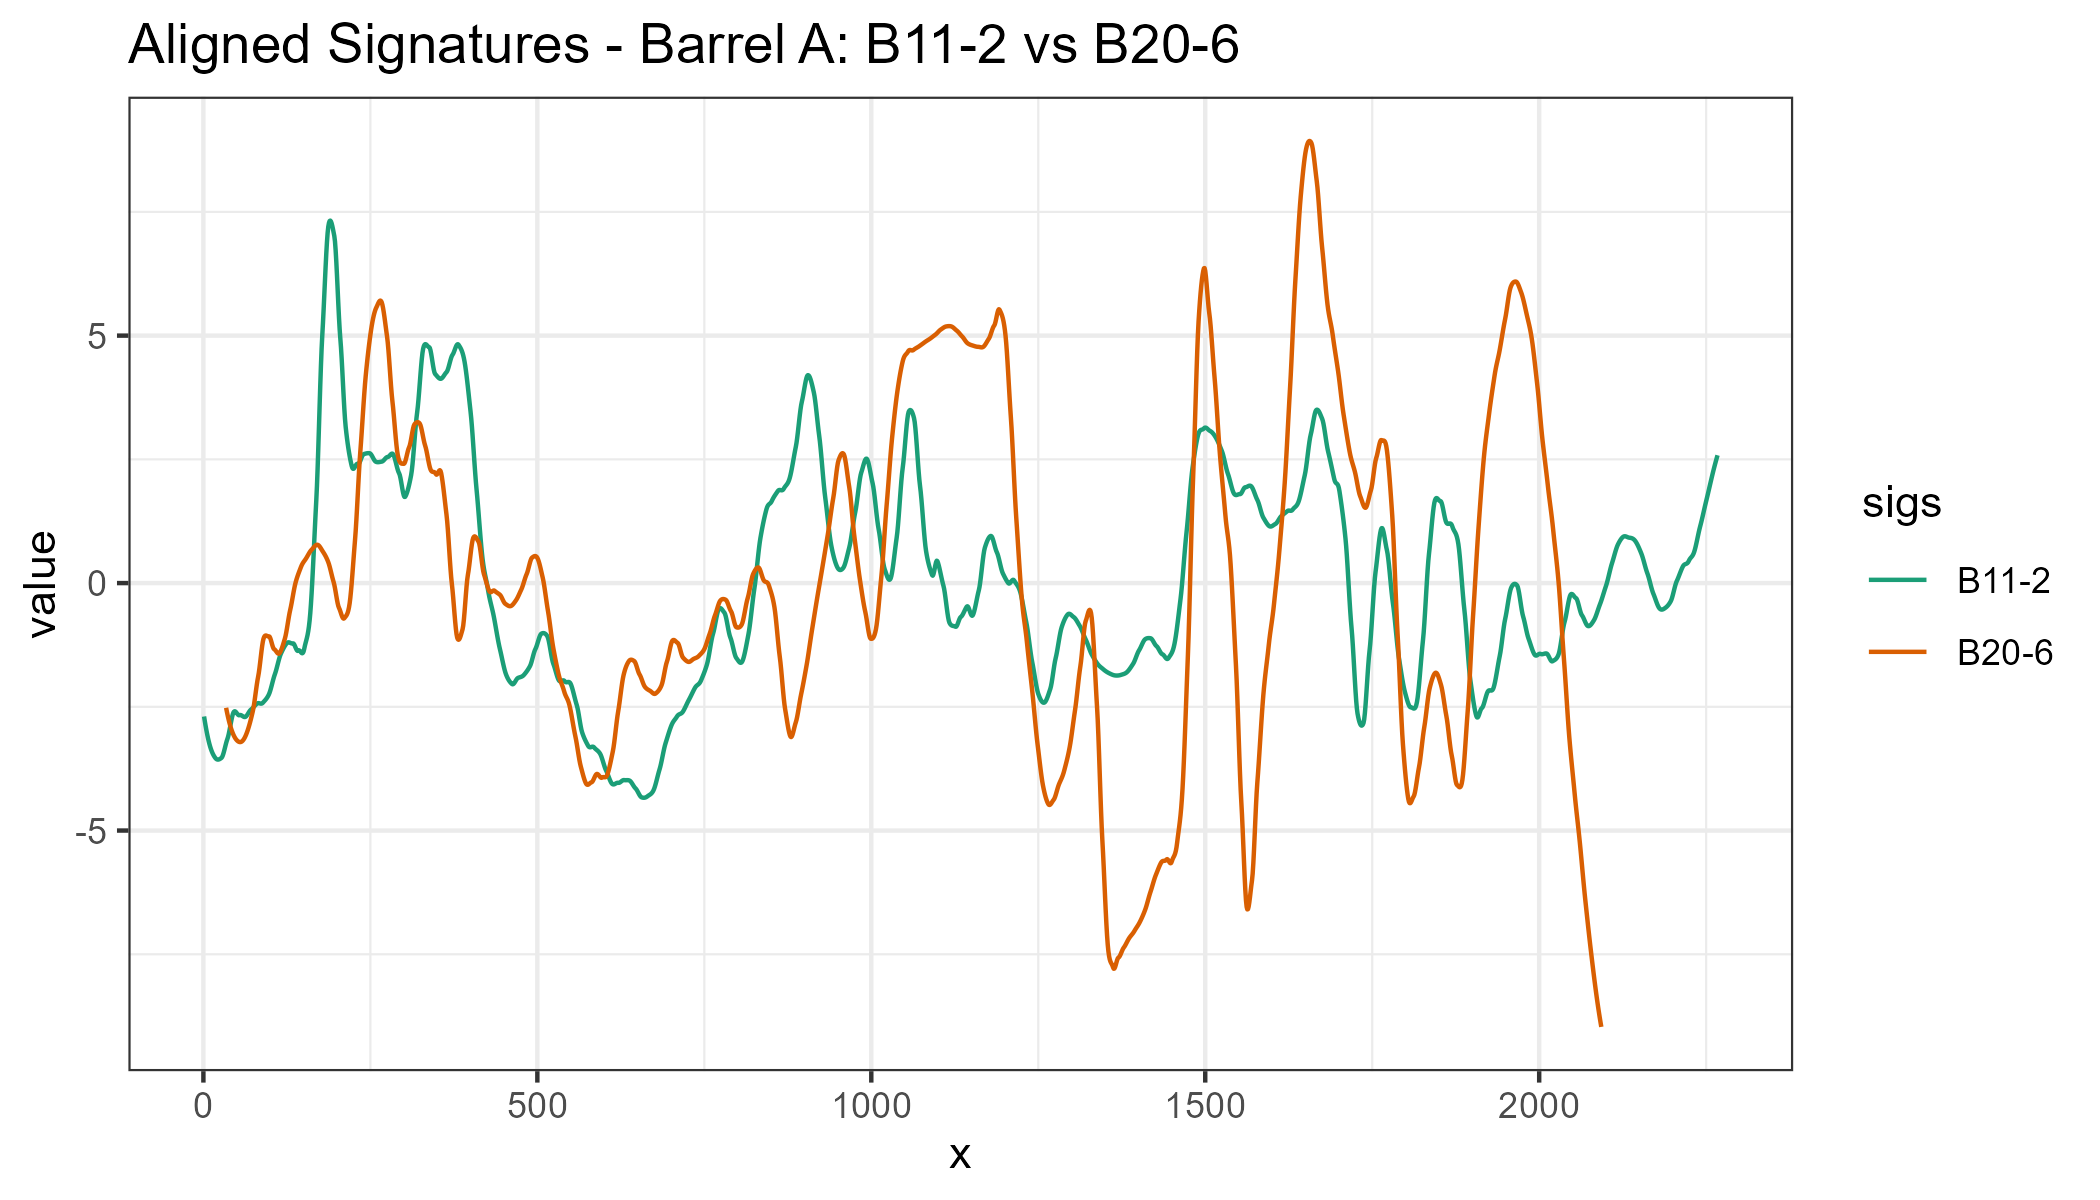 Aligned Signatures - Barrel A: B11-2 vs B20-6
value
5
0
-5
0 500 1000 1500 2000
x
sigs
B11-2
B20-6